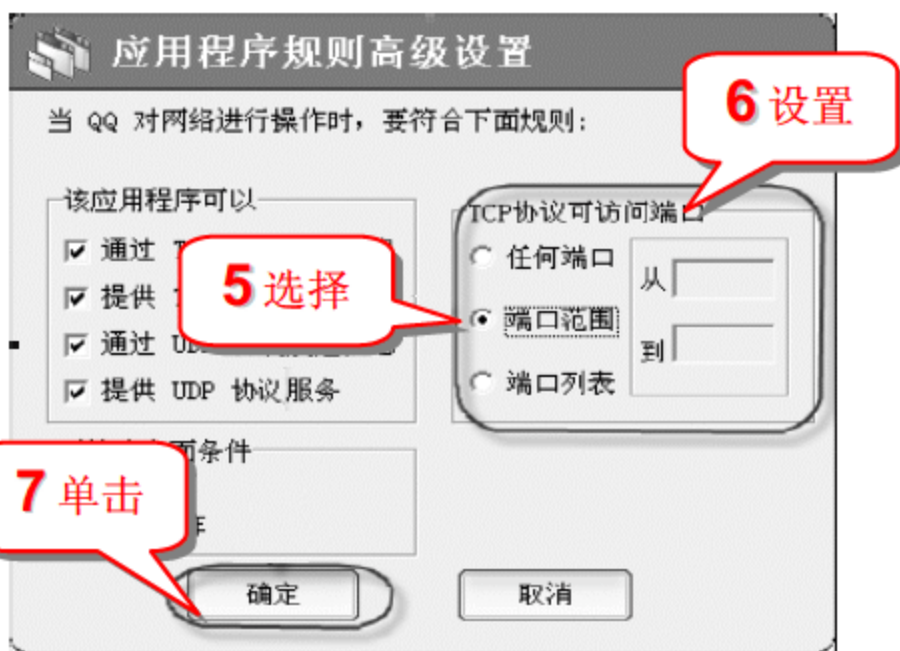 应用程序规则高级设置
6 设置
当 QQ 对网络进行操作时，要符合下面规则：
该应用程序可以
TCP协议可访问端口
通过
任何端口
从
5 选择
提供
端口范围
通过
到
提供 UDP 协议服务
端口列表
面条件
7 单击
确定
取消